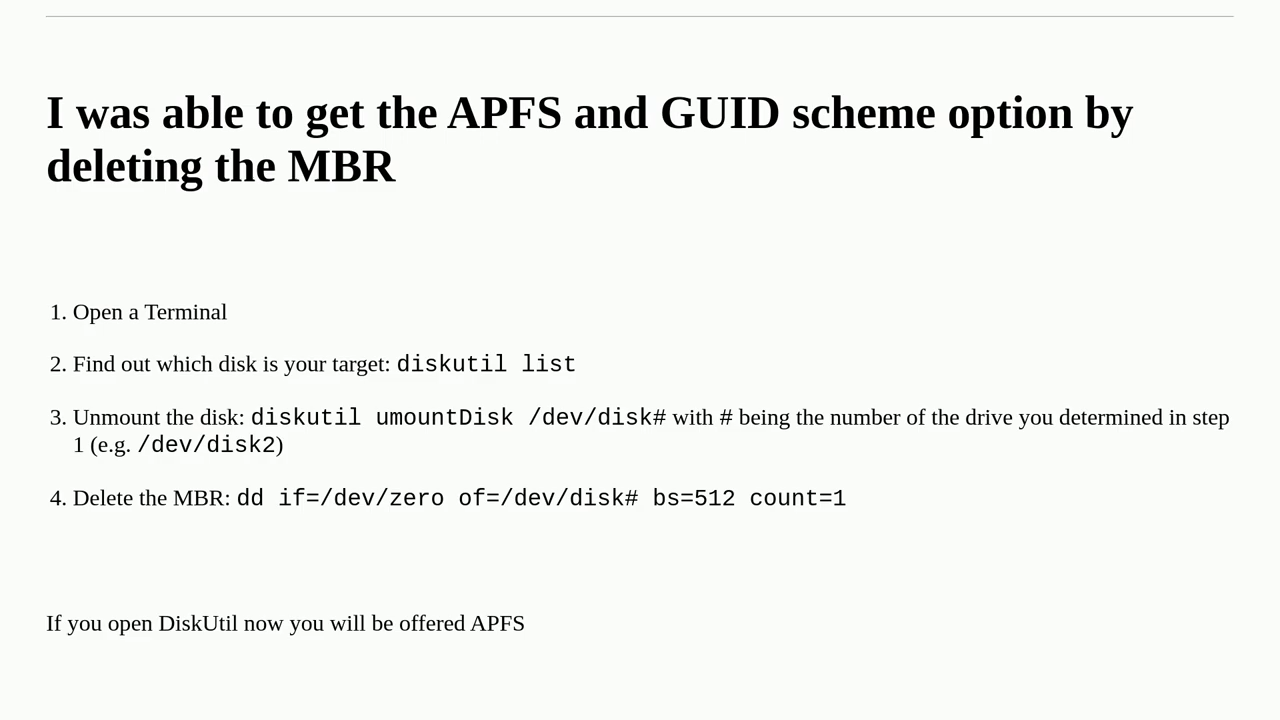 I was able to get the APFS and GUID scheme option by
deleting the MBR
1. Open a Terminal
2. Find out which disk is your target: diskutil list
3. Unmount the disk: diskutil umountDisk /dev/disk# with # being the number of the drive you determined in step
1 (e.g. /dev/disk2)
4. Delete the MBR: dd if=/dev/zero of=/dev/disk# bs=512 count=1
If you open DiskUtil now you will be offered APFS